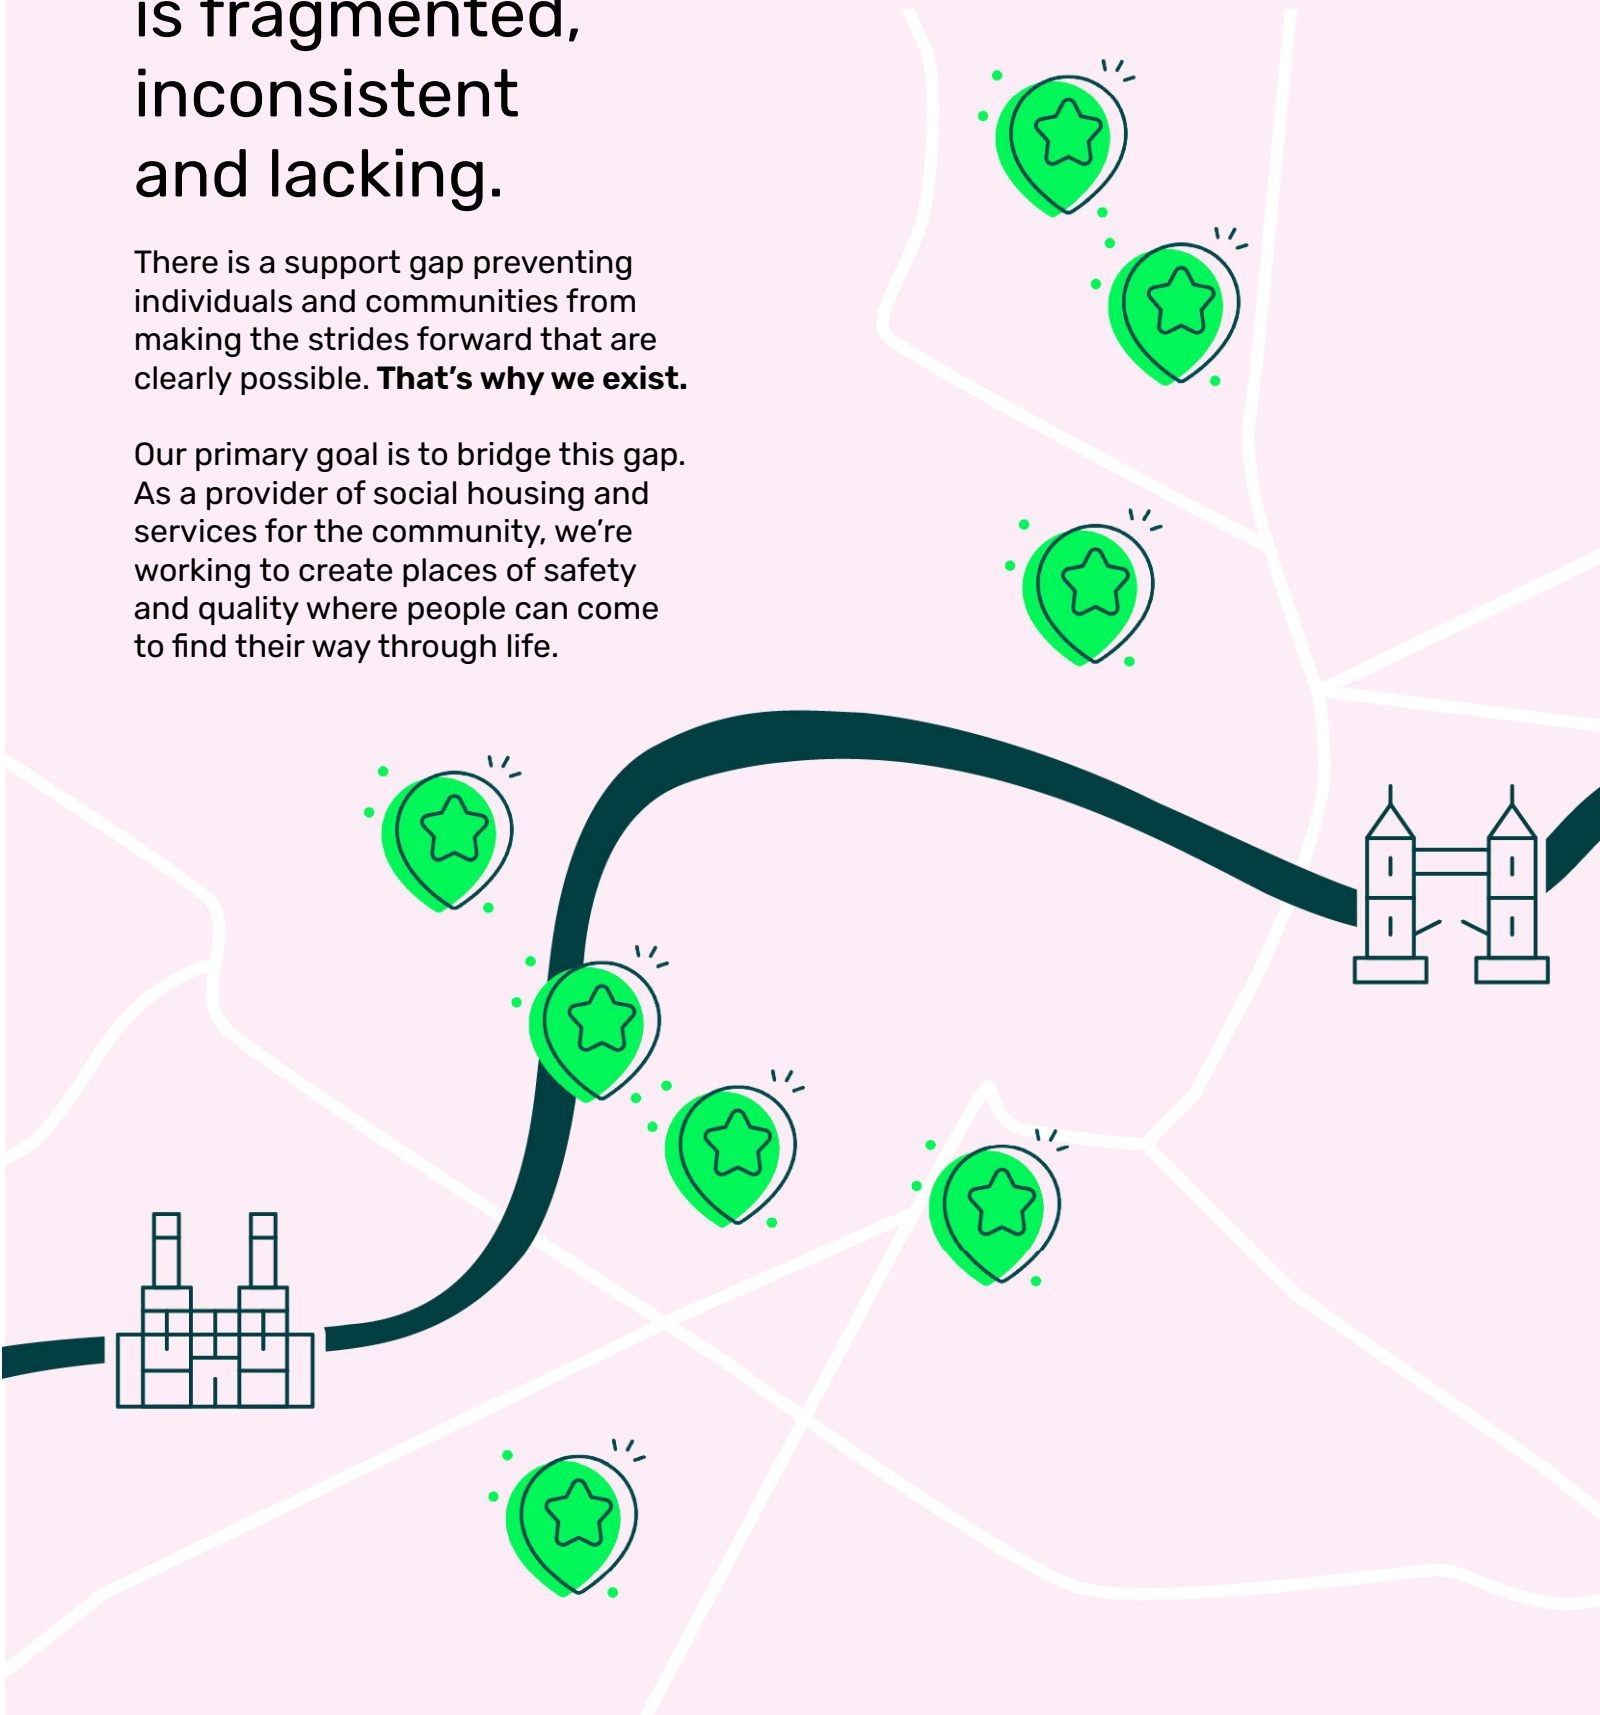 is fragmented,
inconsistent
and lacking.
There is a support gap preventing
individuals and communities from
making the strides forward that are
clearly possible. That’s why we exist.
Our primary goal is to bridge this gap.
As a provider of social housing and
services for the community, we’re
working to create places of safety
and quality where people can come
to find their way through life.